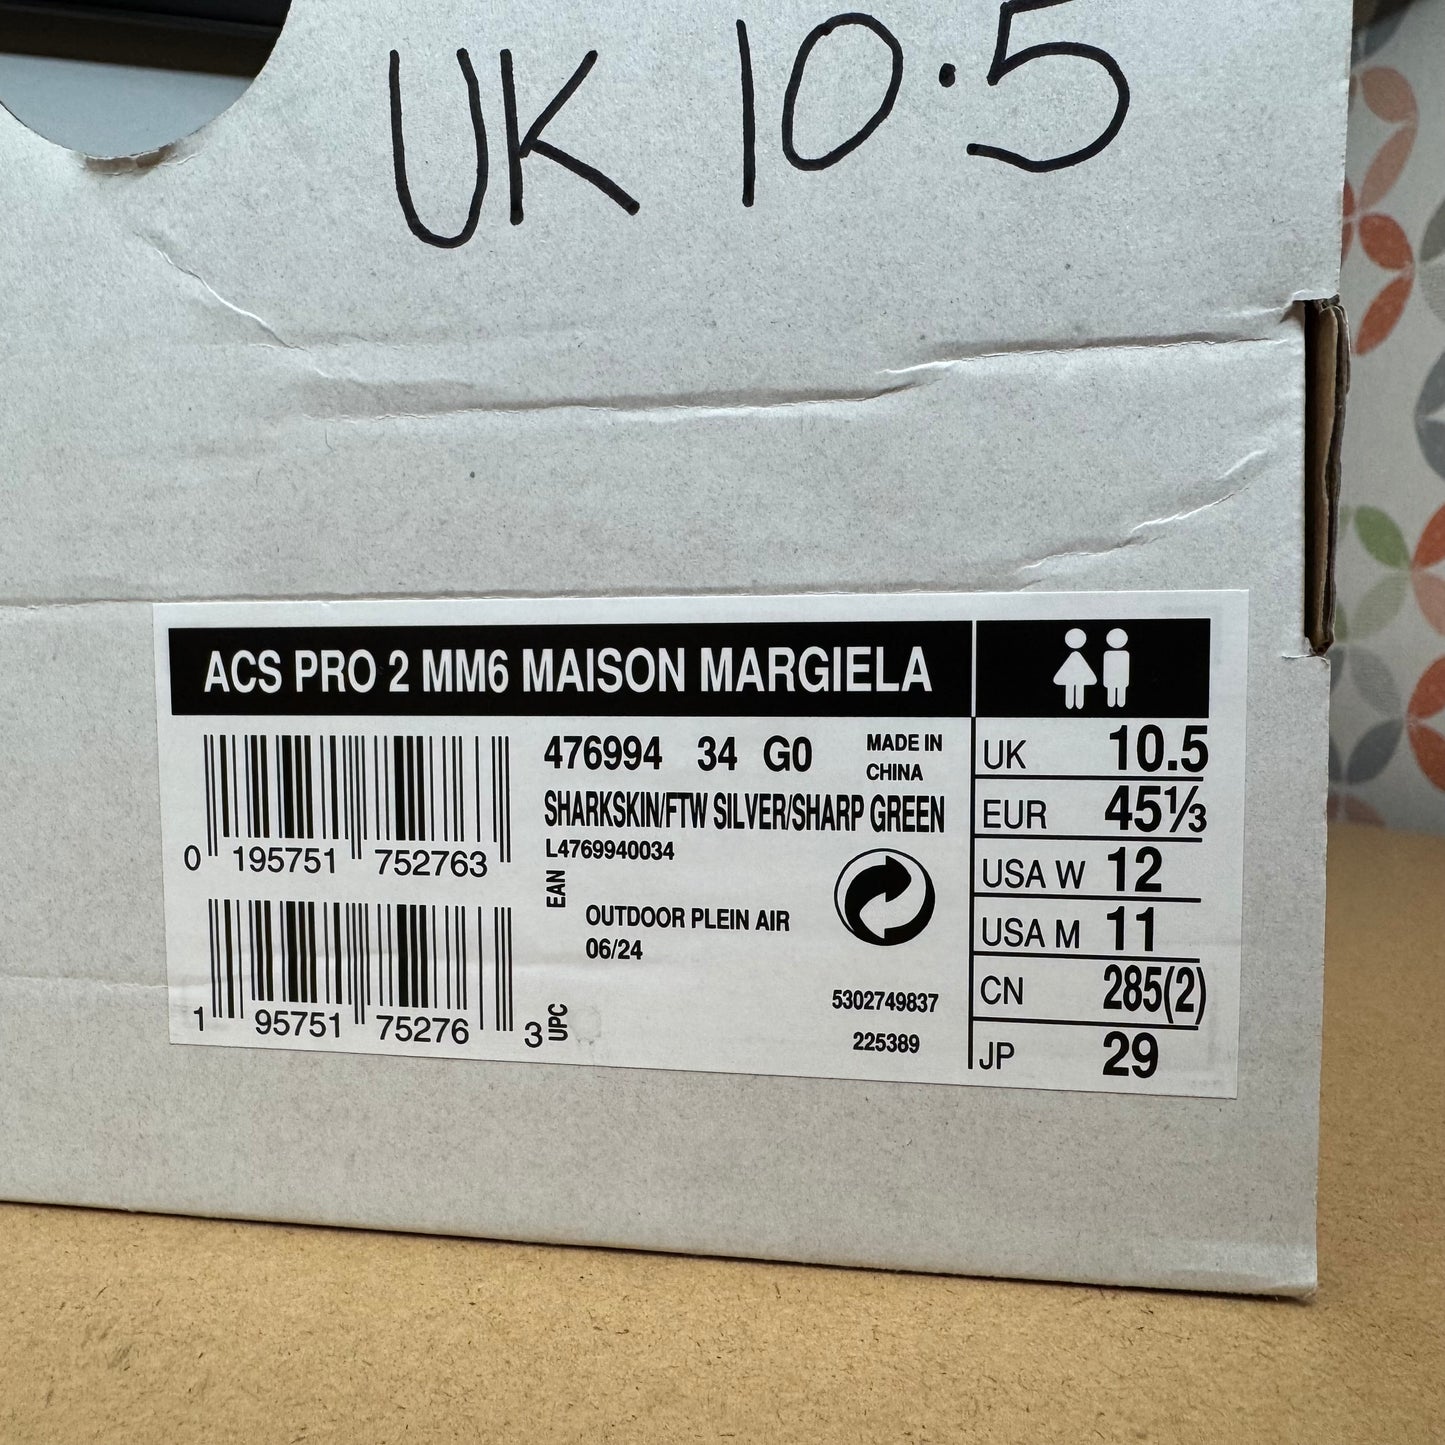 UK 10.5
ACS PRO 2 MM6 MAISON MARGIELA
476994 34 G0
MADE IN
CHINA
SHARKSKIN/FTW SILVER/SHARP GREEN
L4769940034
0 195751 752763
EAN
OUTDOOR PLEIN AIR
06/24
1 95751 75276 3
UPC
5302749837
225389
UK 10.5
EUR 45⅓
USA W 12
USA M 11
CN 285(2)
JP 29